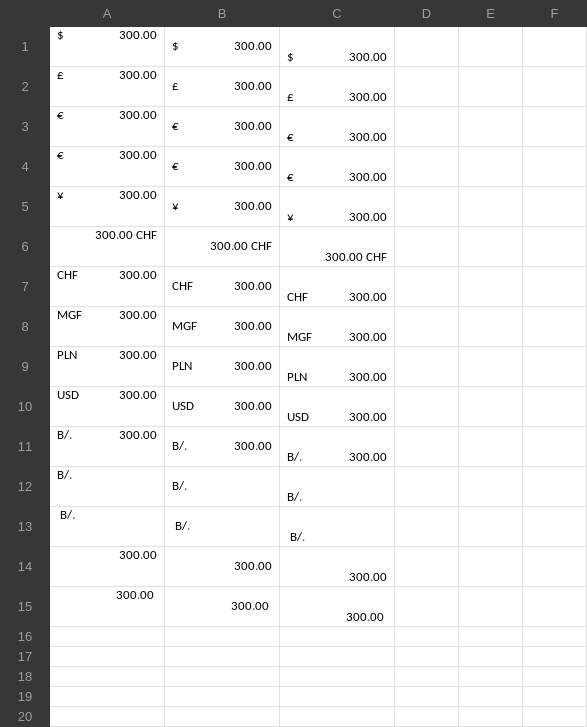 A B C D E F
1 $ 300.00 $ 300.00 $ 300.00
2 £ 300.00 £ 300.00 £ 300.00
3 € 300.00 € 300.00 € 300.00
4 € 300.00 € 300.00 € 300.00
5 ¥ 300.00 ¥ 300.00 ¥ 300.00
6 300.00 CHF 300.00 CHF 300.00 CHF
7 CHF 300.00 CHF 300.00 CHF 300.00
8 MGF 300.00 MGF 300.00 MGF 300.00
9 PLN 300.00 PLN 300.00 PLN 300.00
10 USD 300.00 USD 300.00 USD 300.00
11 B/. 300.00 B/. 300.00 B/. 300.00
12 B/. B/. B/.
13 B/. B/. B/.
14 300.00 300.00 300.00
15 300.00 300.00 300.00
16
17
18
19
20